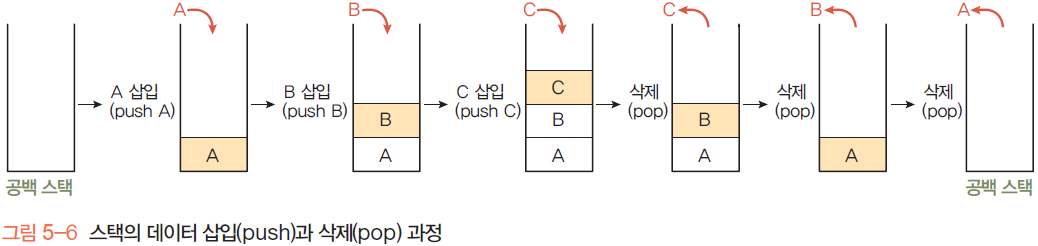 A
B
C
C
B
A
A 삽입
(push A)
B 삽입
(push B)
C 삽입
(push C)
삭제
(pop)
삭제
(pop)
삭제
(pop)
A
B
A
C
B
A
B
A
A
공백 스택
공백 스택
그림 5-6 스택의 데이터 삽입(push)과 삭제(pop) 과정